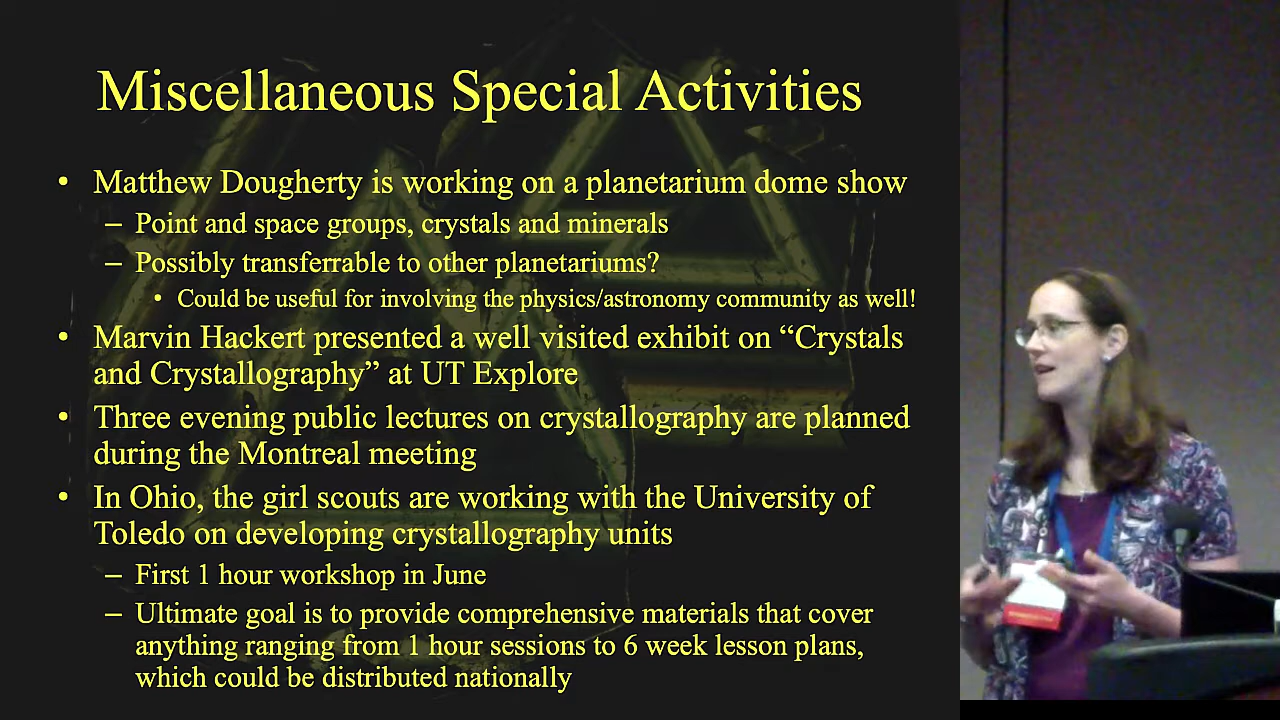 Miscellaneous Special Activities
• Matthew Dougherty is working on a planetarium dome show
– Point and space groups, crystals and minerals
– Possibly transferrable to other planetariums?
• Could be useful for involving the physics/astronomy community as well!
• Marvin Hackert presented a well visited exhibit on “Crystals
and Crystallography” at UT Explore
• Three evening public lectures on crystallography are planned
during the Montreal meeting
• In Ohio, the girl scouts are working with the University of
Toledo on developing crystallography units
– First 1 hour workshop in June
– Ultimate goal is to provide comprehensive materials that cover
anything ranging from 1 hour sessions to 6 week lesson plans,
which could be distributed nationally